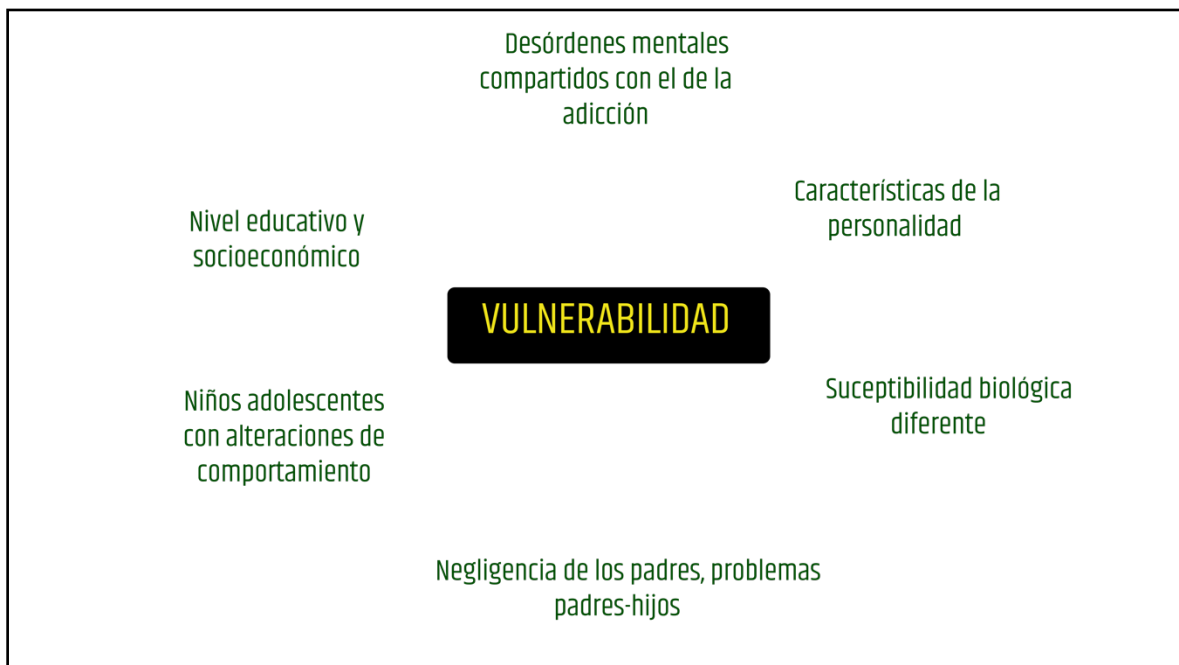 Desórdenes mentales
compartidos con el de la
adicción
Características de la
personalidad
Nivel educativo y
socioeconómico
VULNERABILIDAD
Suceptibilidad biológica
diferente
Niños adolescentes
con alteraciones de
comportamiento
Negligencia de los padres, problemas
padres-hijos